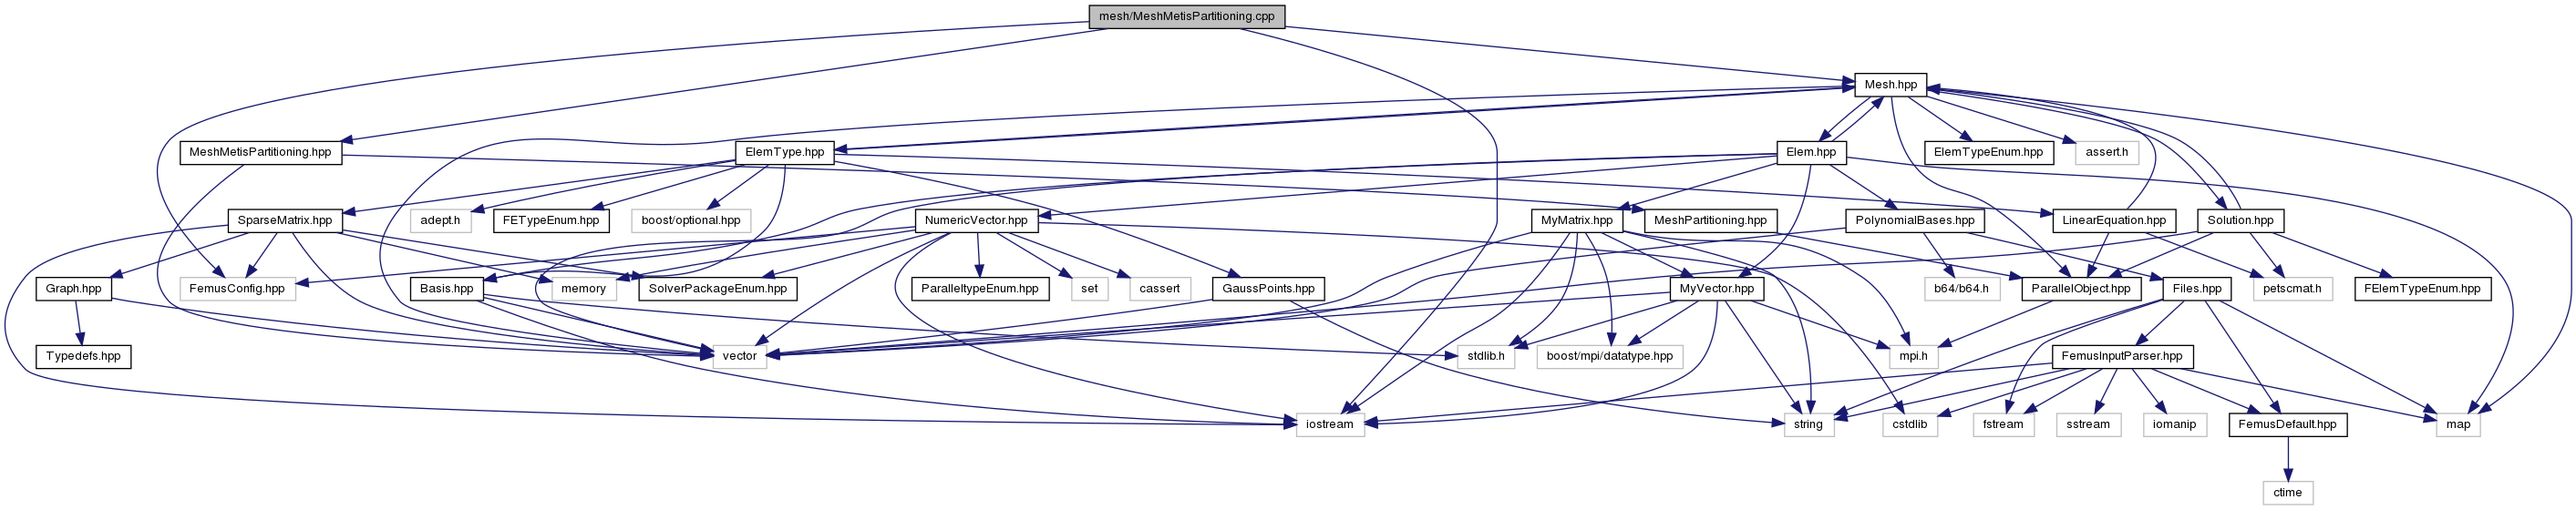 mesh/MeshMetisPartitioning.cpp
Mesh.hpp
MeshMetisPartitioning.hpp
ElemType.hpp
Elem.hpp
ElemTypeEnum.hpp
assert.h
SparseMatrix.hpp
adept.h
FETypeEnum.hpp
boost/optional.hpp
NumericVector.hpp
MeshPartitioning.hpp
MyMatrix.hpp
PolynomialBases.hpp
LinearEquation.hpp
Solution.hpp
Graph.hpp
FemusConfig.hpp
Basis.hpp
memory
SolverPackageEnum.hpp
ParalleltypeEnum.hpp
set
cassert
GaussPoints.hpp
MyVector.hpp
b64/b64.h
ParallelObject.hpp
Files.hpp
petscmat.h
FElemTypeEnum.hpp
Typedefs.hpp
vector
stdlib.h
boost/mpi/datatype.hpp
mpi.h
FemusInputParser.hpp
iostream
string
cstdlib
fstream
sstream
iomanip
FemusDefault.hpp
map
ctime